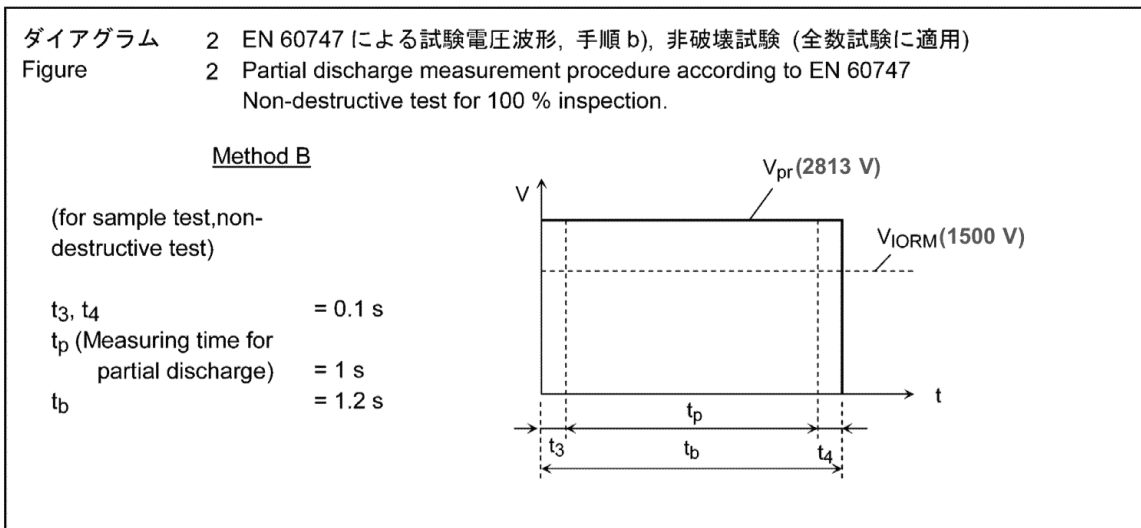 ダイアグラム 2 EN 60747 による試験電圧波形, 手順 b), 非破壊試験 (全数試験に適用)
Figure 2 Partial discharge measurement procedure according to EN 60747
Non-destructive test for 100 % inspection.
Method B
(for sample test,non-
destructive test)
t3, t4 = 0.1 s
tp (Measuring time for
partial discharge) = 1 s
tb = 1.2 s
Vpr(2813 V)
V
VIORM(1500 V)
t
tp
t3
tb
t4